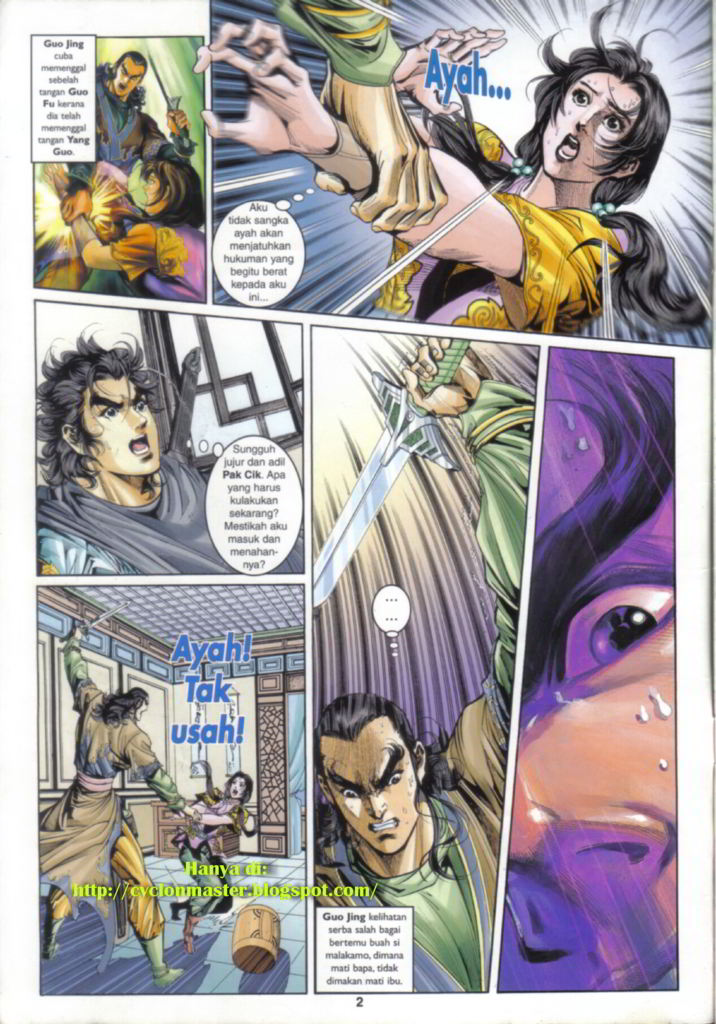 Guo Jing
cuba
memenggal
sebelah
tangan Guo
Fu kerana
dia telah
memenggal
tangan Yang
Guo.
Ayah...
Aku
tidak sangka
ayah akan
menjatuhkan
hukuman yang
begitu berat
kepada aku
ini...
Sungguh
jujur dan adil
Pak Cik. Apa
yang harus
kulakukan
sekarang?
Mestikah aku
masuk dan
menahan-
nya?
...
...
Ayah!
Tak
usah!
Hanya di:
http://cyclonmaster.blogspot.com/
Guo Jing kelihatan
serba salah bagai
bertemu buah si
malakamo, dimana
mati bapa, tidak
dimakan mati ibu.
2